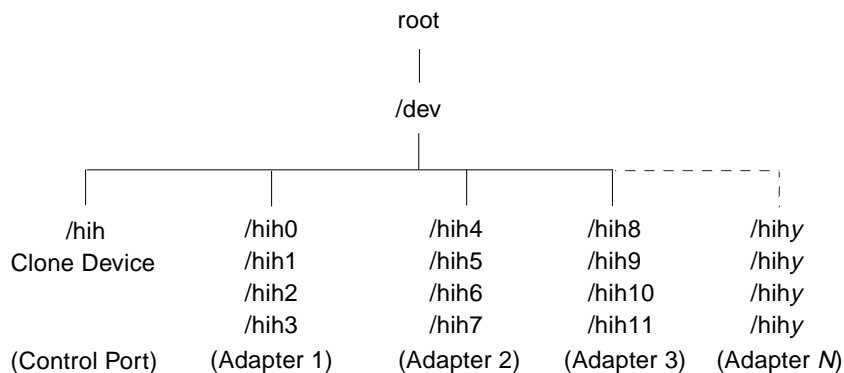 root
/dev
/hih /hih0 /hih4 /hih8 /hihy
Clone Device /hih1 /hih5 /hih9 /hihy
/hih2 /hih6 /hih10 /hihy
/hih3 /hih7 /hih11 /hihy
(Control Port) (Adapter 1) (Adapter 2) (Adapter 3) (Adapter N)